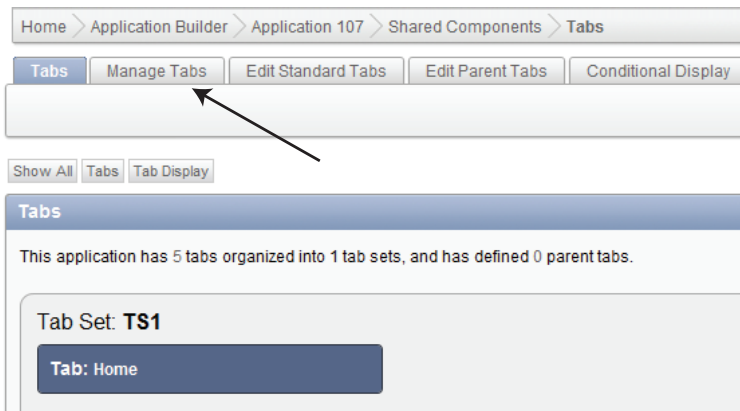 Home Application Builder Application 107 Shared Components Tabs
Tabs Manage Tabs Edit Standard Tabs Edit Parent Tabs Conditional Display
Show All Tabs Tab Display
Tabs
This application has 5 tabs organized into 1 tab sets, and has defined 0 parent tabs.
Tab Set: TS1
Tab: Home